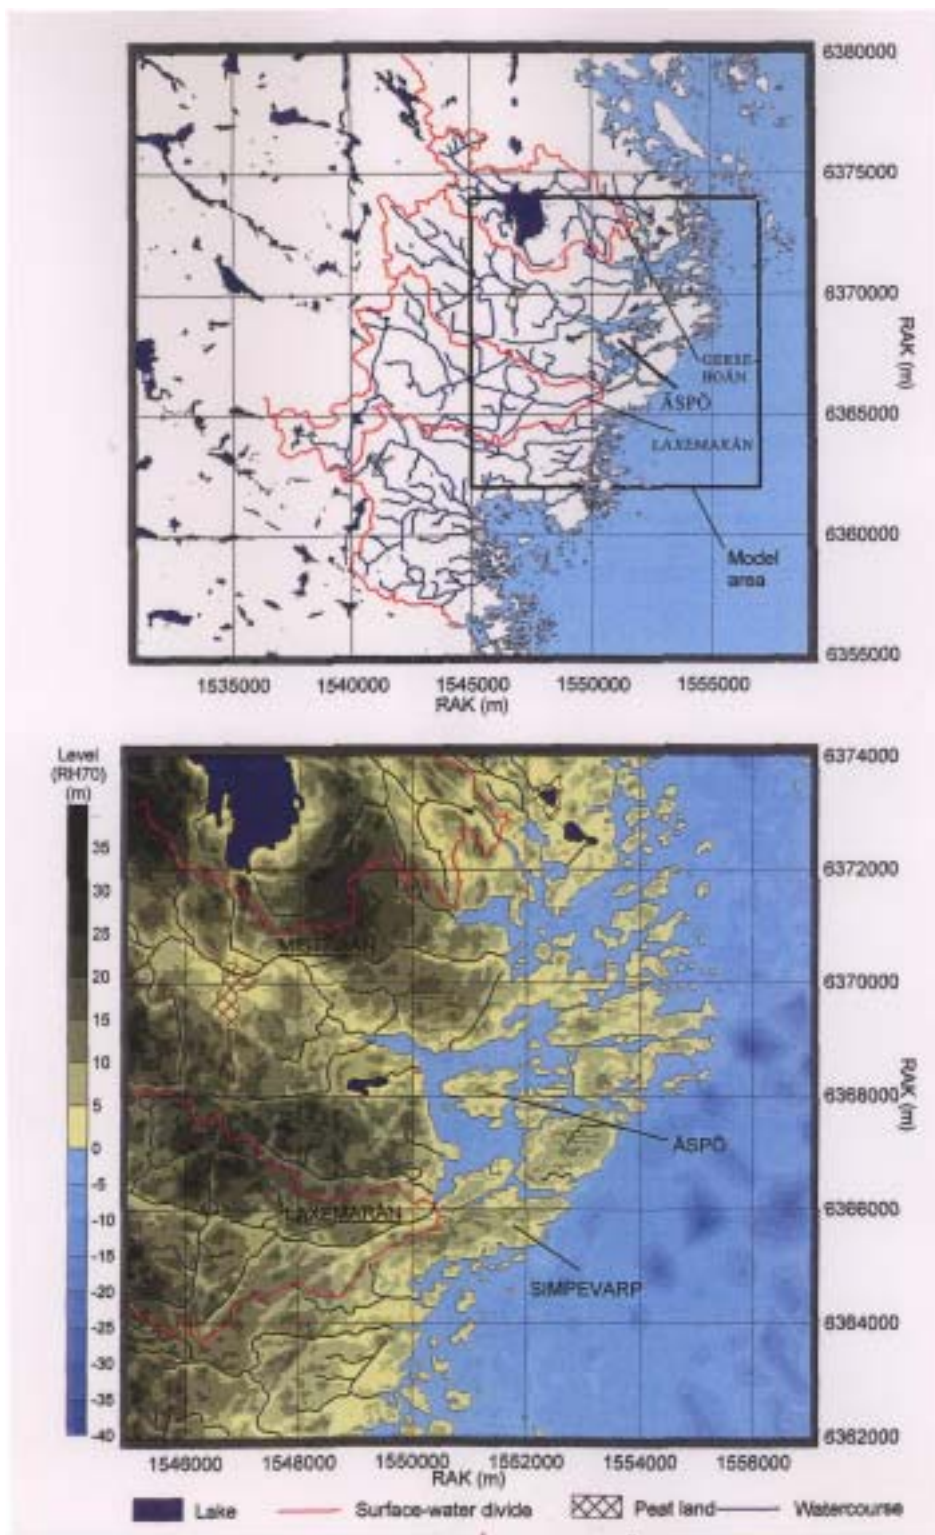 6380000
6375000
6370000
RAK (m)
GERSE-
HOÅN
ÄSPÖ
6365000
LAXEMARÅN
6360000
Model
area
6355000
1535000 1540000 1545000 1550000 1555000
RAK (m)
Level
(RH70)
(m)
35
30
25
20
15
10
5
0
-5
-10
-15
-20
-25
-30
-35
-40
6374000
6372000
6370000
RAK (m)
6368000
ÄSPÖ
6366000
LAXEMARÅN
SIMPEVARP
6364000
6362000
1546000 1548000 1550000 1552000 1554000 1556000
RAK (m)
Lake Surface-water divide Peat land Watercourse